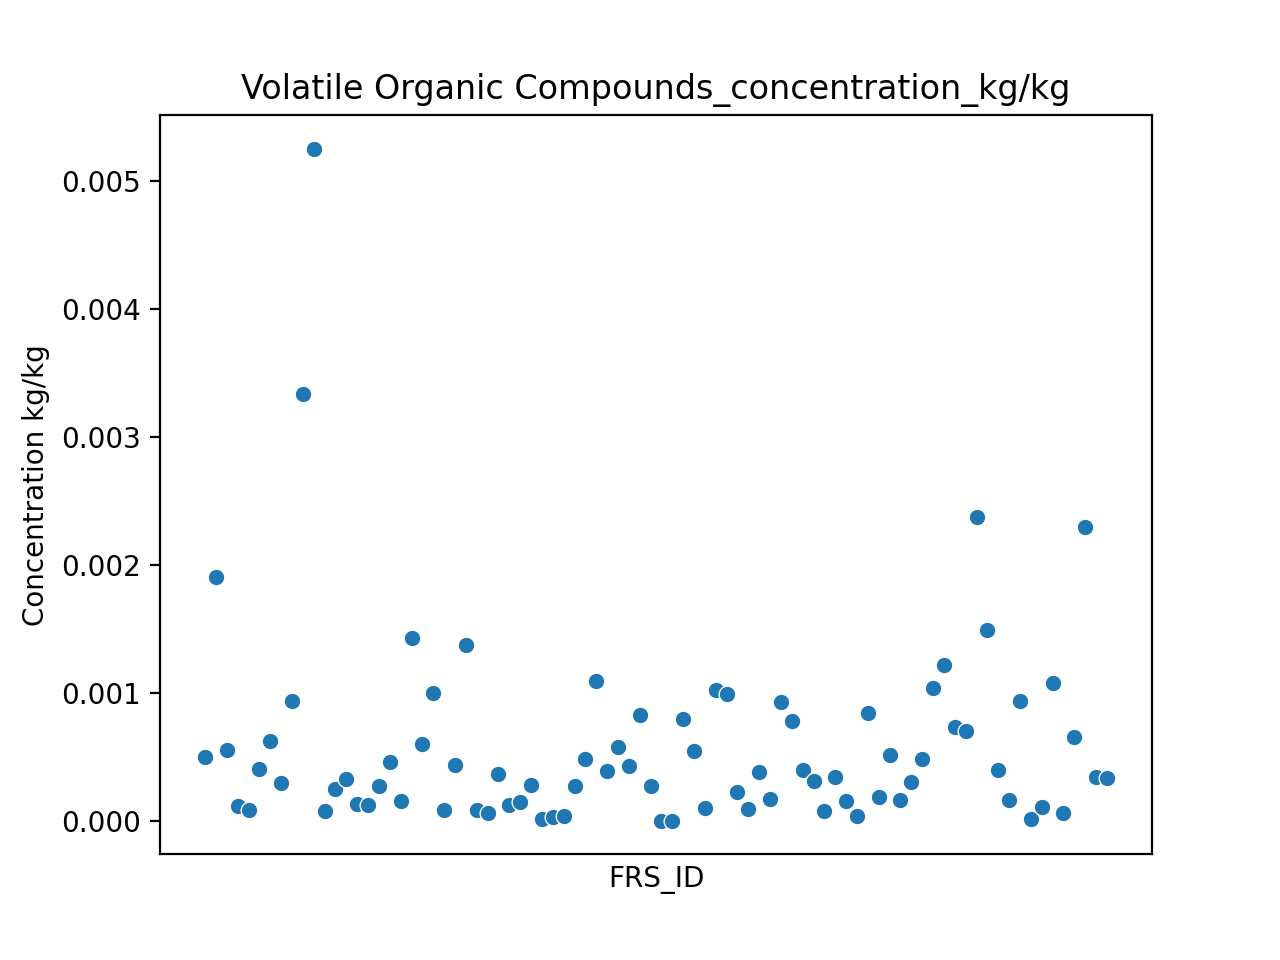 Volatile Organic Compounds_concentration_kg/kg
0.005
0.004
0.003
0.002
0.001
0.000
Concentration kg/kg
FRS_ID